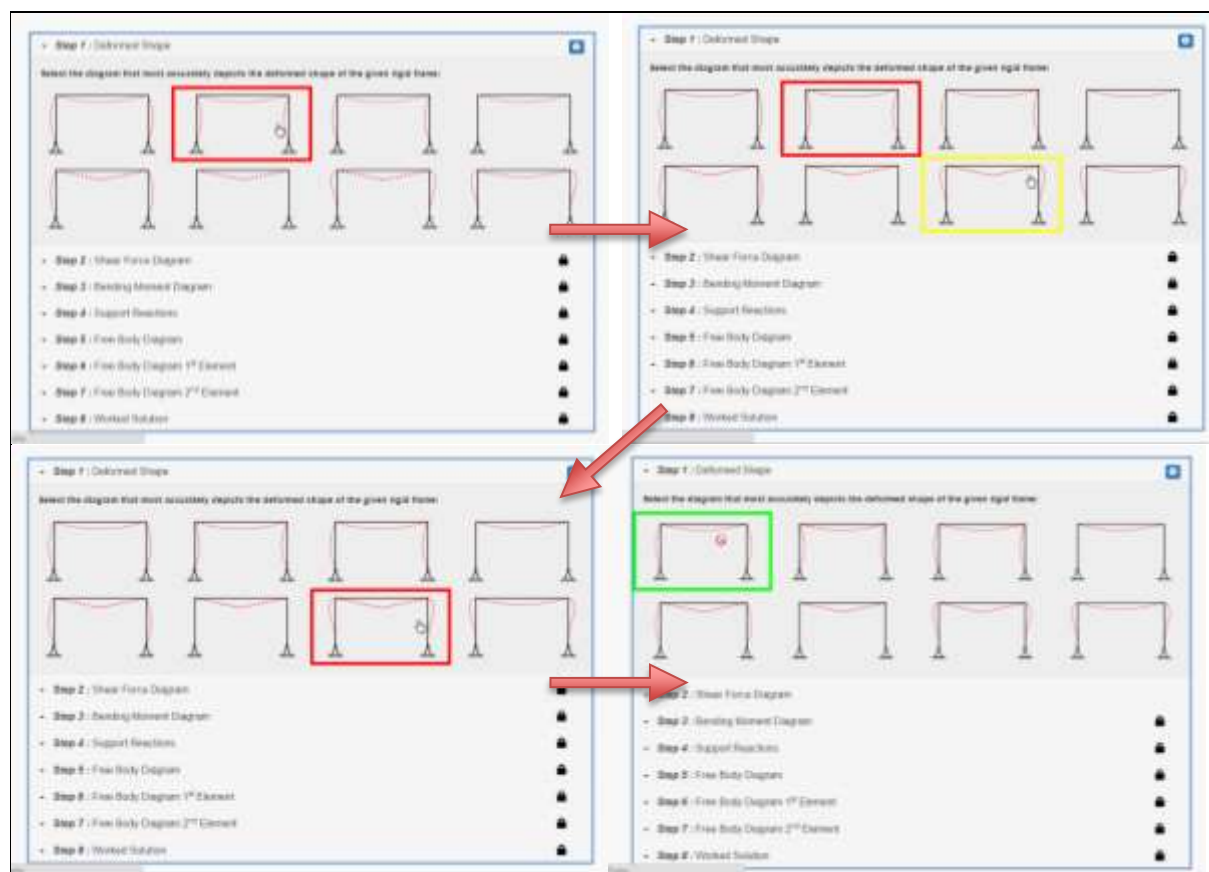 Step 1 : Deformed Shape
Select the diagram that most accurately depicts the deformed shape of the given rigid frame:
Step 2 : Shear Force Diagram
Step 3 : Bending Moment Diagram
Step 4 : Support Reactions
Step 5 : Free Body Diagram
Step 6 : Free Body Diagram 1st Element
Step 7 : Free Body Diagram 2nd Element
Step 8 : Worked Solution
Step 1 : Deformed Shape
Select the diagram that most accurately depicts the deformed shape of the given rigid frame:
Step 2 : Shear Force Diagram
Step 3 : Bending Moment Diagram
Step 4 : Support Reactions
Step 5 : Free Body Diagram
Step 6 : Free Body Diagram 1st Element
Step 7 : Free Body Diagram 2nd Element
Step 8 : Worked Solution
Step 1 : Deformed Shape
Select the diagram that most accurately depicts the deformed shape of the given rigid frame:
Step 2 : Shear Force Diagram
Step 3 : Bending Moment Diagram
Step 4 : Support Reactions
Step 5 : Free Body Diagram
Step 6 : Free Body Diagram 1st Element
Step 7 : Free Body Diagram 2nd Element
Step 8 : Worked Solution
Step 1 : Deformed Shape
Select the diagram that most accurately depicts the deformed shape of the given rigid frame:
Step 2 : Shear Force Diagram
Step 3 : Bending Moment Diagram
Step 4 : Support Reactions
Step 5 : Free Body Diagram
Step 6 : Free Body Diagram 1st Element
Step 7 : Free Body Diagram 2nd Element
Step 8 : Worked Solution